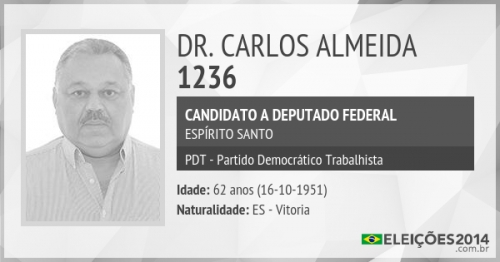 DR. CARLOS ALMEIDA
1236
CANDIDATO A DEPUTADO FEDERAL
ESPÍRITO SANTO
PDT - Partido Democrático Trabalhista
Idade: 62 anos (16-10-1951)
Naturalidade: ES - Vitoria
ELEIÇÕES2014
.com.br